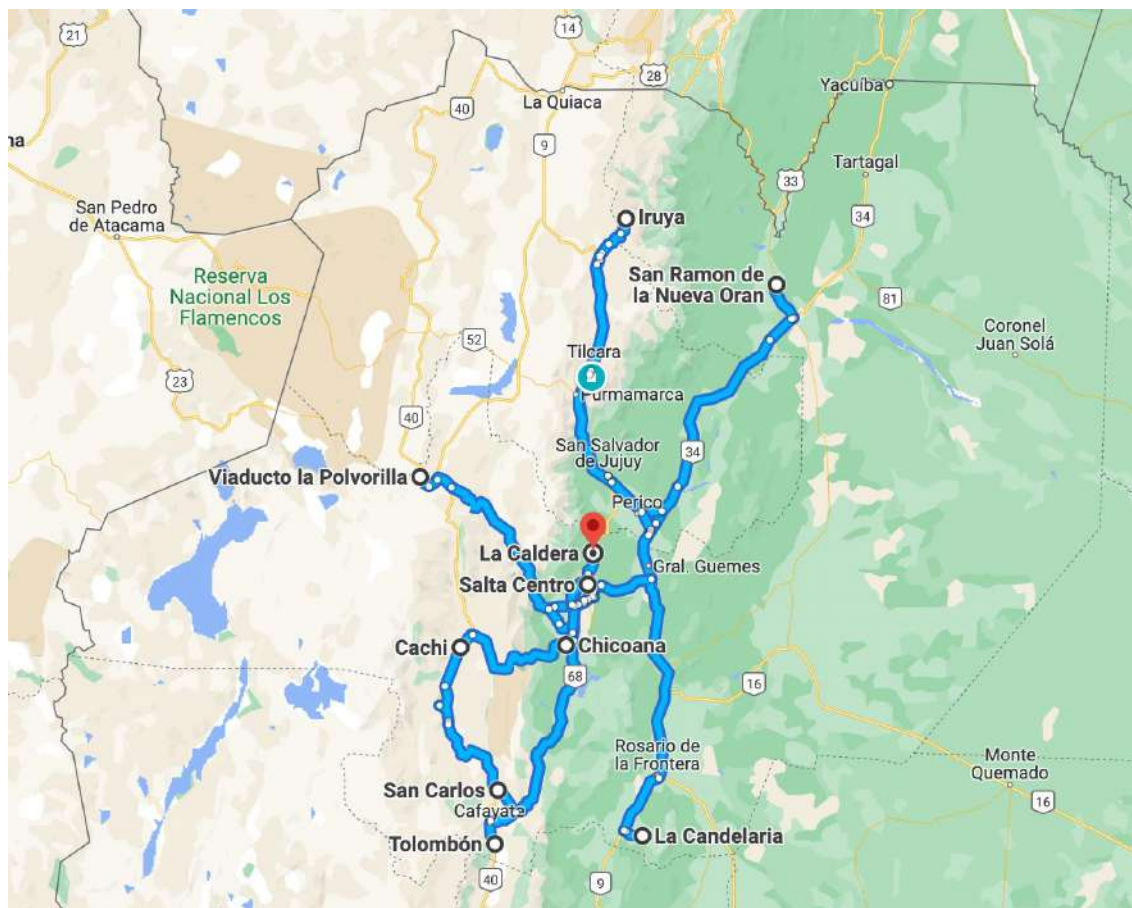 21
14
28
40
La Quiaca
Yacuíba
9
na
Tartagal
33
34
San Pedro
de Atacama
Iruya
Reserva
Nacional Los
Flamencos
San Ramon de
la Nueva Oran
81
Coronel
Juan Solá
52
Tilcara
23
Purmamarca
40
34
San Salvador
de Jujuy
Viaducto la Polvorilla
Perico
La Caldera
Gral. Guemes
Salta Centro
Cachi
Chicoana
68
16
Rosario de
la Frontera
Monte
Quemado
San Carlos
16
Cafayate
Tolombón
La Candelaria
40
9